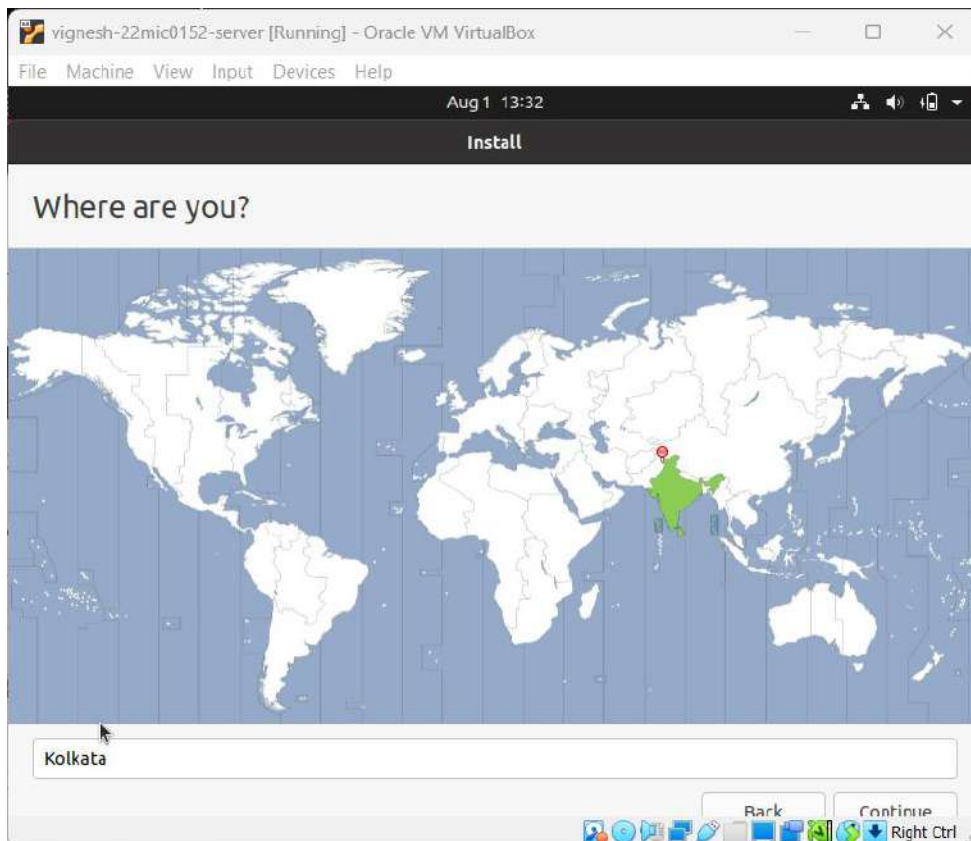 vignesh-22mic0152-server [Running] - Oracle VM VirtualBox
File Machine View Input Devices Help
Aug 1 13:32
Install
Where are you?
Kolkata
Back Continue
Right Ctrl